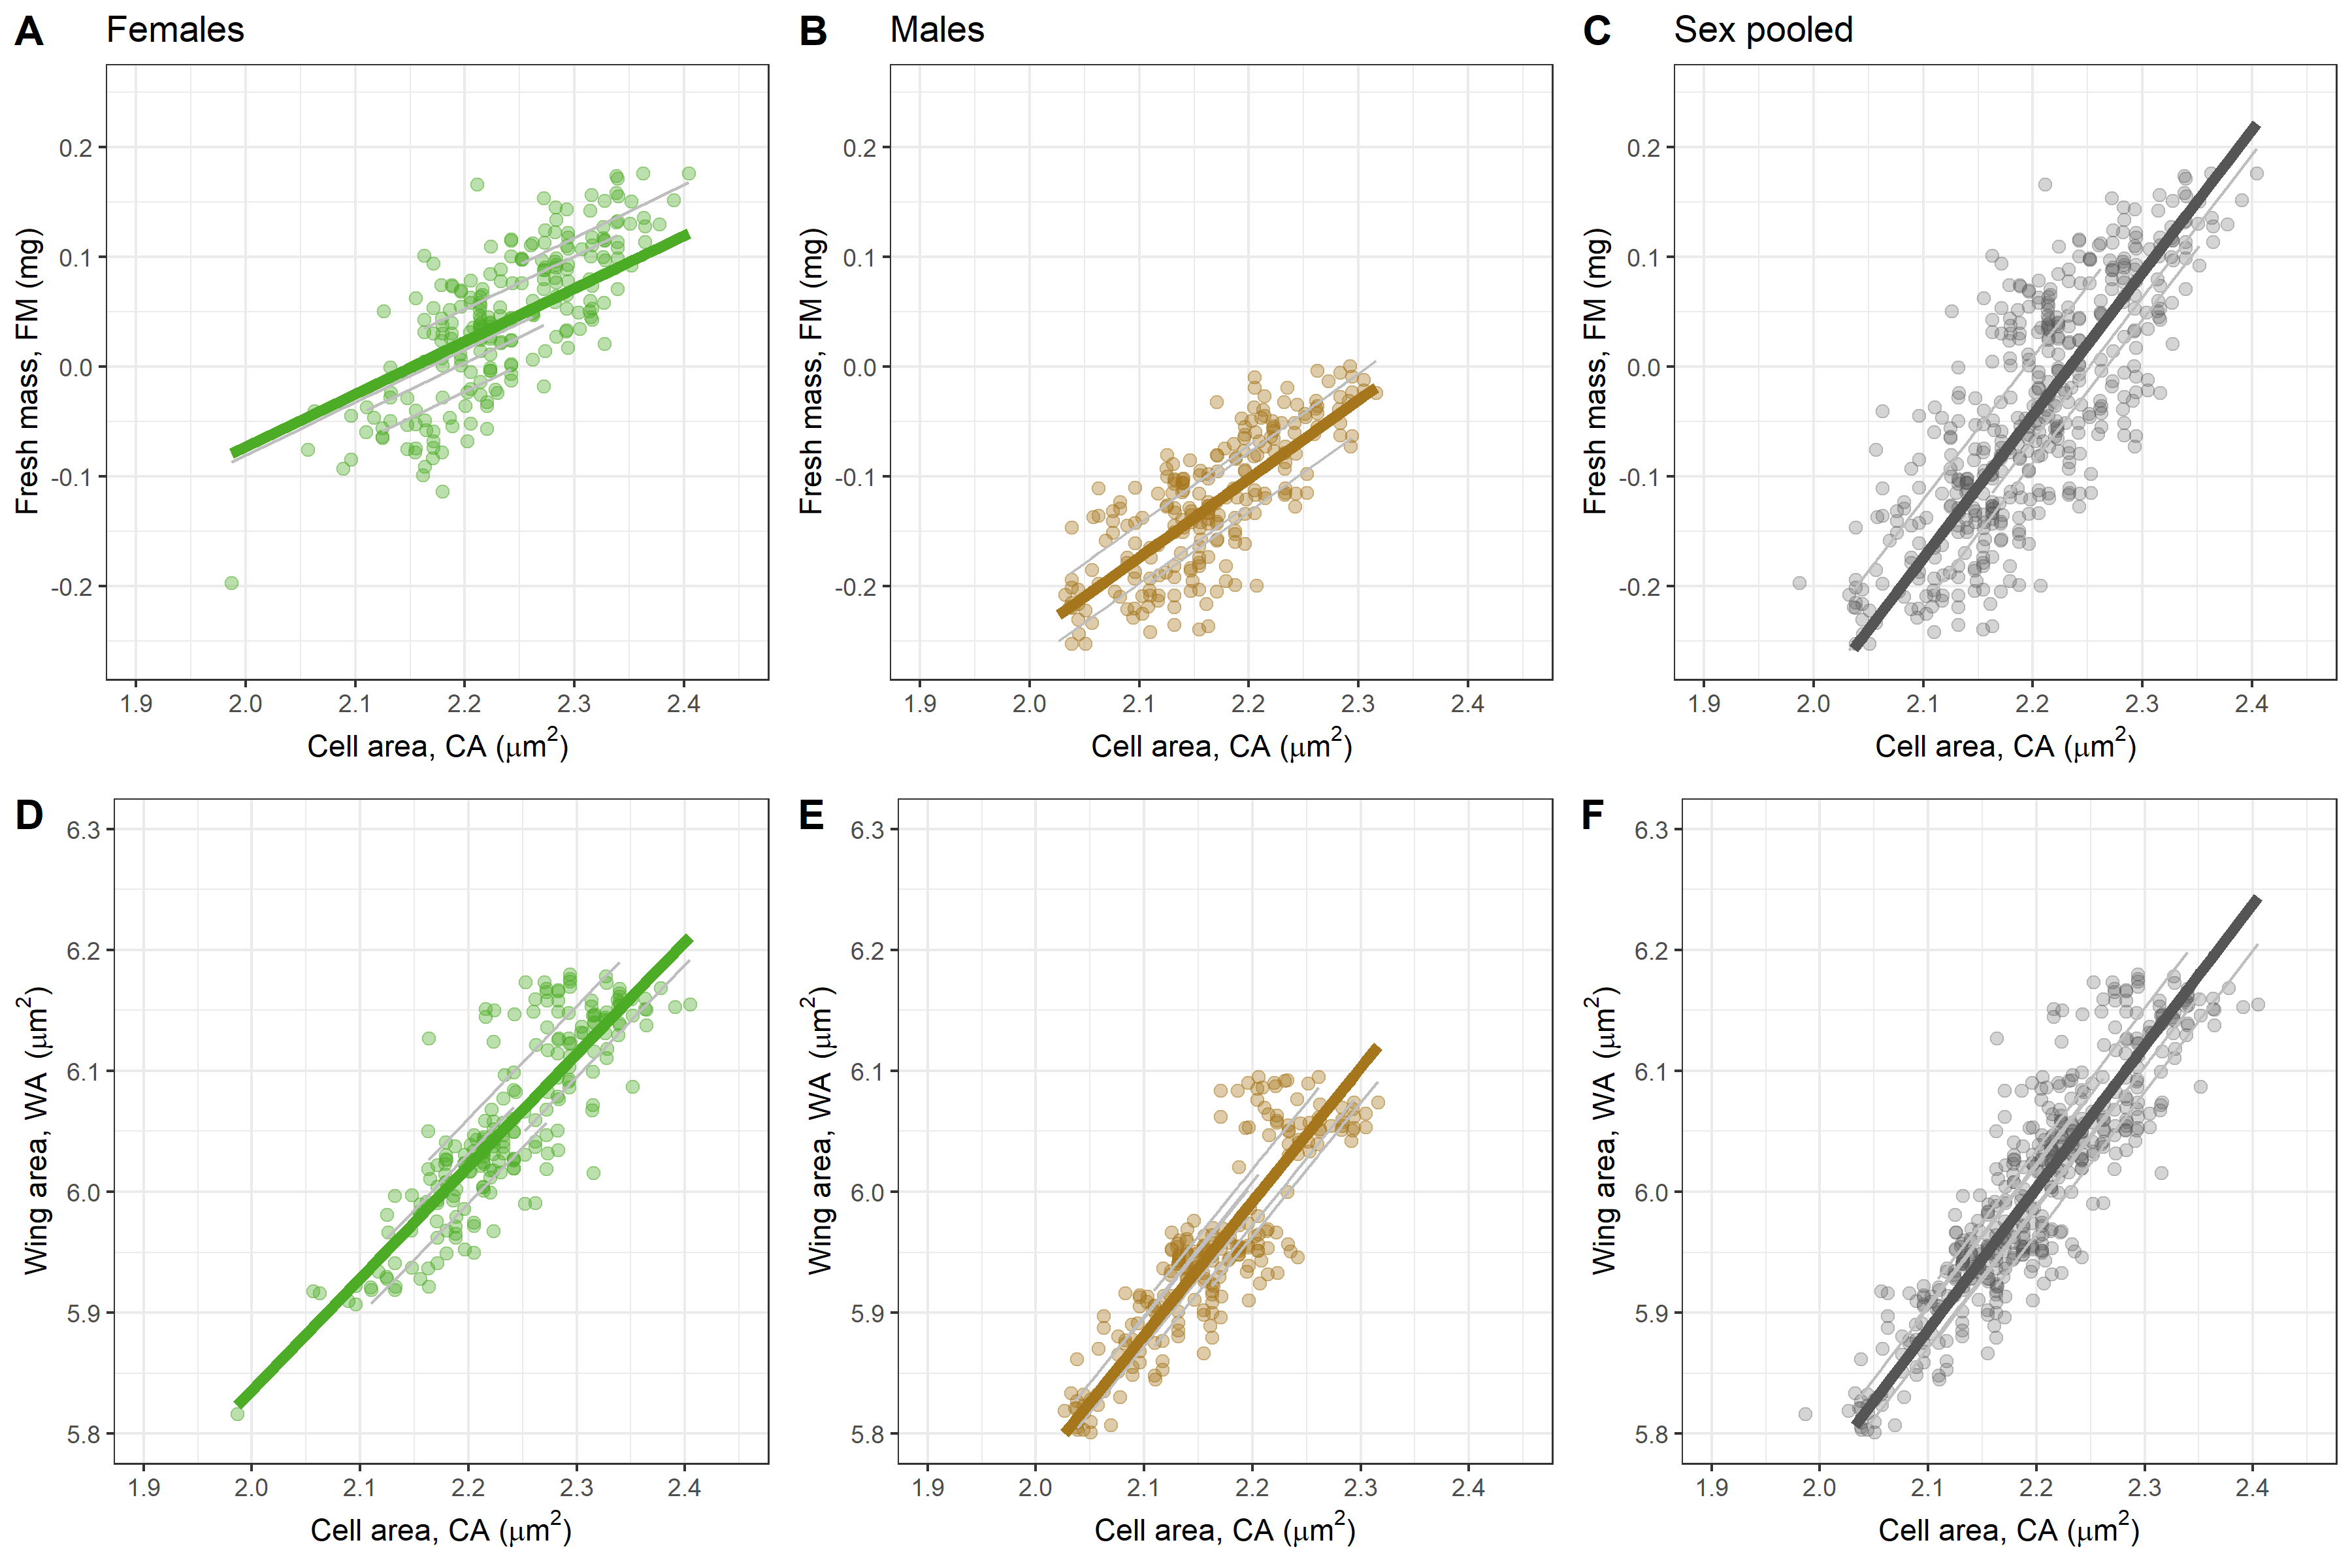 A Females
B Males
C Sex pooled
Fresh mass, FM (mg)
0.2
0.1
0.0
-0.1
-0.2
1.9 2.0 2.1 2.2 2.3 2.4
Cell area, CA (μm²)
Fresh mass, FM (mg)
0.2
0.1
0.0
-0.1
-0.2
1.9 2.0 2.1 2.2 2.3 2.4
Cell area, CA (μm²)
Fresh mass, FM (mg)
0.2
0.1
0.0
-0.1
-0.2
1.9 2.0 2.1 2.2 2.3 2.4
Cell area, CA (μm²)
D
Wing area, WA (μm²)
6.3
6.2
6.1
6.0
5.9
5.8
1.9 2.0 2.1 2.2 2.3 2.4
Cell area, CA (μm²)
E
Wing area, WA (μm²)
6.3
6.2
6.1
6.0
5.9
5.8
1.9 2.0 2.1 2.2 2.3 2.4
Cell area, CA (μm²)
F
Wing area, WA (μm²)
6.3
6.2
6.1
6.0
5.9
5.8
1.9 2.0 2.1 2.2 2.3 2.4
Cell area, CA (μm²)